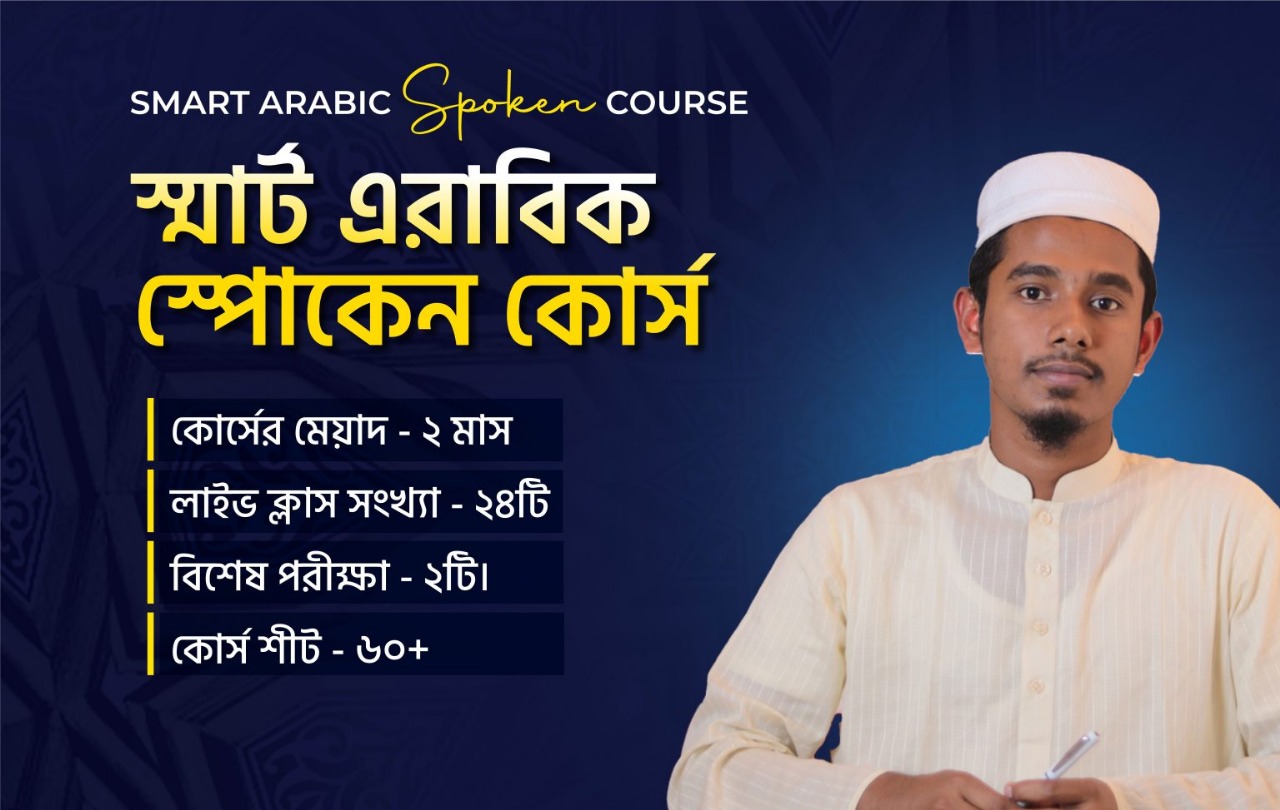 SMART ARABIC Spoken COURSE
স্মার্ট এরাবিক
স্পোকেন কোর্স
কোর্সের মেয়াদ - ২ মাস
লাইভ ক্লাস সংখ্যা - ২৪টি
বিশেষ পরীক্ষা - ২টি।
কোর্স শীট - ৬০+